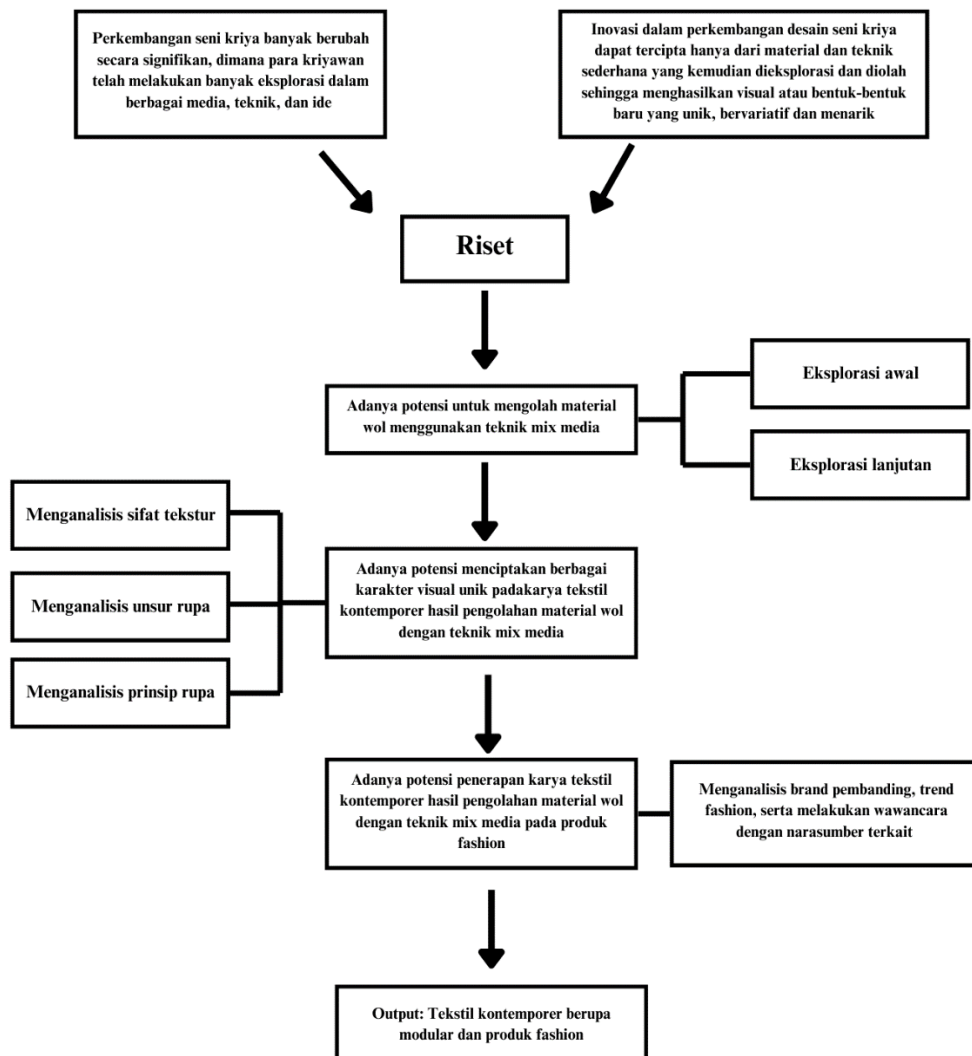 Perkembangan seni kriya banyak berubah
secara signifikan, dimana para kriyawan
telah melakukan banyak eksplorasi dalam
berbagai media, teknik, dan ide
Inovasi dalam perkembangan desain seni kriya
dapat tercipta hanya dari material dan teknik
sederhana yang kemudian dieksplorasi dan diolah
sehingga menghasilkan visual atau bentuk-bentuk
baru yang unik, bervariatif dan menarik
Riset
Adanya potensi untuk mengolah material
wol menggunakan teknik mix media
Eksplorasi awal
Eksplorasi lanjutan
Menganalisis sifat tekstur
Menganalisis unsur rupa
Menganalisis prinsip rupa
Adanya potensi menciptakan berbagai
karakter visual unik padakarya tekstil
kontemporer hasil pengolahan material wol
dengan teknik mix media
Adanya potensi penerapan karya tekstil
kontemporer hasil pengolahan material wol
dengan teknik mix media pada produk
fashion
Menganalisis brand pembanding, trend
fashion, serta melakukan wawancara
dengan narasumber terkait
Output: Tekstil kontemporer berupa
modular dan produk fashion